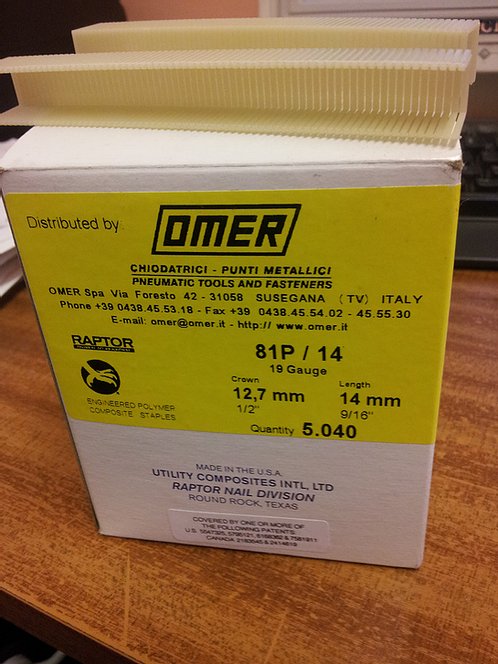 Distributed by:
OMER
CHIODATRICI - PUNTI METALLICI
PNEUMATIC TOOLS AND FASTENERS
OMER Spa Via Foresto 42 - 31058 SUSEGANA (TV) ITALY
Phone +39 0438.45.53.18 - Fax +39 0438.45.54.02 - 45.55.30
E-mail: omer@omer.it - http:// www.omer.it
RAPTOR
81P / 14
19 Gauge
Crown
Length
12,7 mm
14 mm
1/2"
9/16"
ENGINEERED POLYMER
COMPOSITE STAPLES
Quantity 5.040
MADE IN THE U.S.A.
UTILITY COMPOSITES INTL, LTD
RAPTOR NAIL DIVISION
ROUND ROCK, TEXAS
COVERED BY ONE OR MORE OF
THE FOLLOWING PATENTS:
CANADA